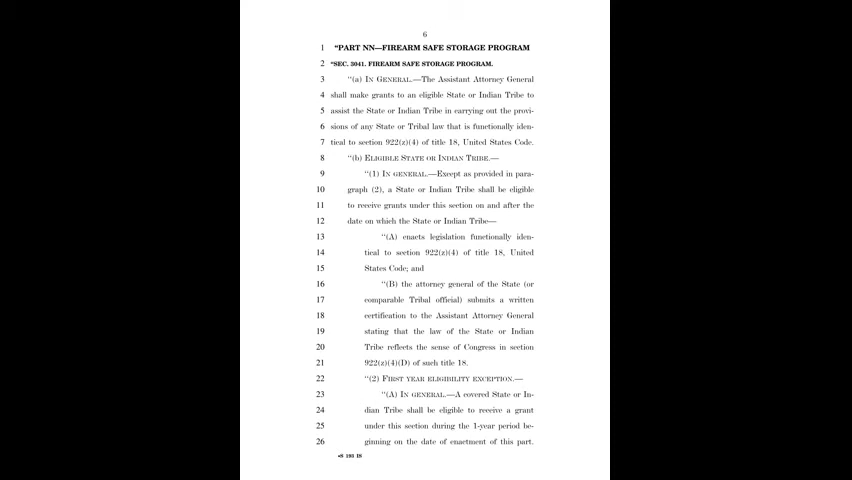 6
1 “PART NN—FIREARM SAFE STORAGE PROGRAM
2 “SEC. 3041. FIREARM SAFE STORAGE PROGRAM.
3 ‘‘(a) IN GENERAL.—The Assistant Attorney General
4 shall make grants to an eligible State or Indian Tribe to
5 assist the State or Indian Tribe in carrying out the provi-
6 sions of any State or Tribal law that is functionally iden-
7 tical to section 922(z)(4) of title 18, United States Code.
8 ‘‘(b) ELIGIBLE STATE OR INDIAN TRIBE.—
9 ‘‘(1) IN GENERAL.—Except as provided in para-
10 graph (2), a State or Indian Tribe shall be eligible
11 to receive grants under this section on and after the
12 date on which the State or Indian Tribe—
13 ‘‘(A) enacts legislation functionally iden-
14 tical to section 922(z)(4) of title 18, United
15 States Code; and
16 ‘‘(B) the attorney general of the State (or
17 comparable Tribal official) submits a written
18 certification to the Assistant Attorney General
19 stating that the law of the State or Indian
20 Tribe reflects the sense of Congress in section
21 922(z)(4)(D) of such title 18.
22 ‘‘(2) FIRST YEAR ELIGIBILITY EXCEPTION.—
23 ‘‘(A) IN GENERAL.—A covered State or In-
24 dian Tribe shall be eligible to receive a grant
25 under this section during the 1-year period be-
26 ginning on the date of enactment of this part.
•S 193 IS